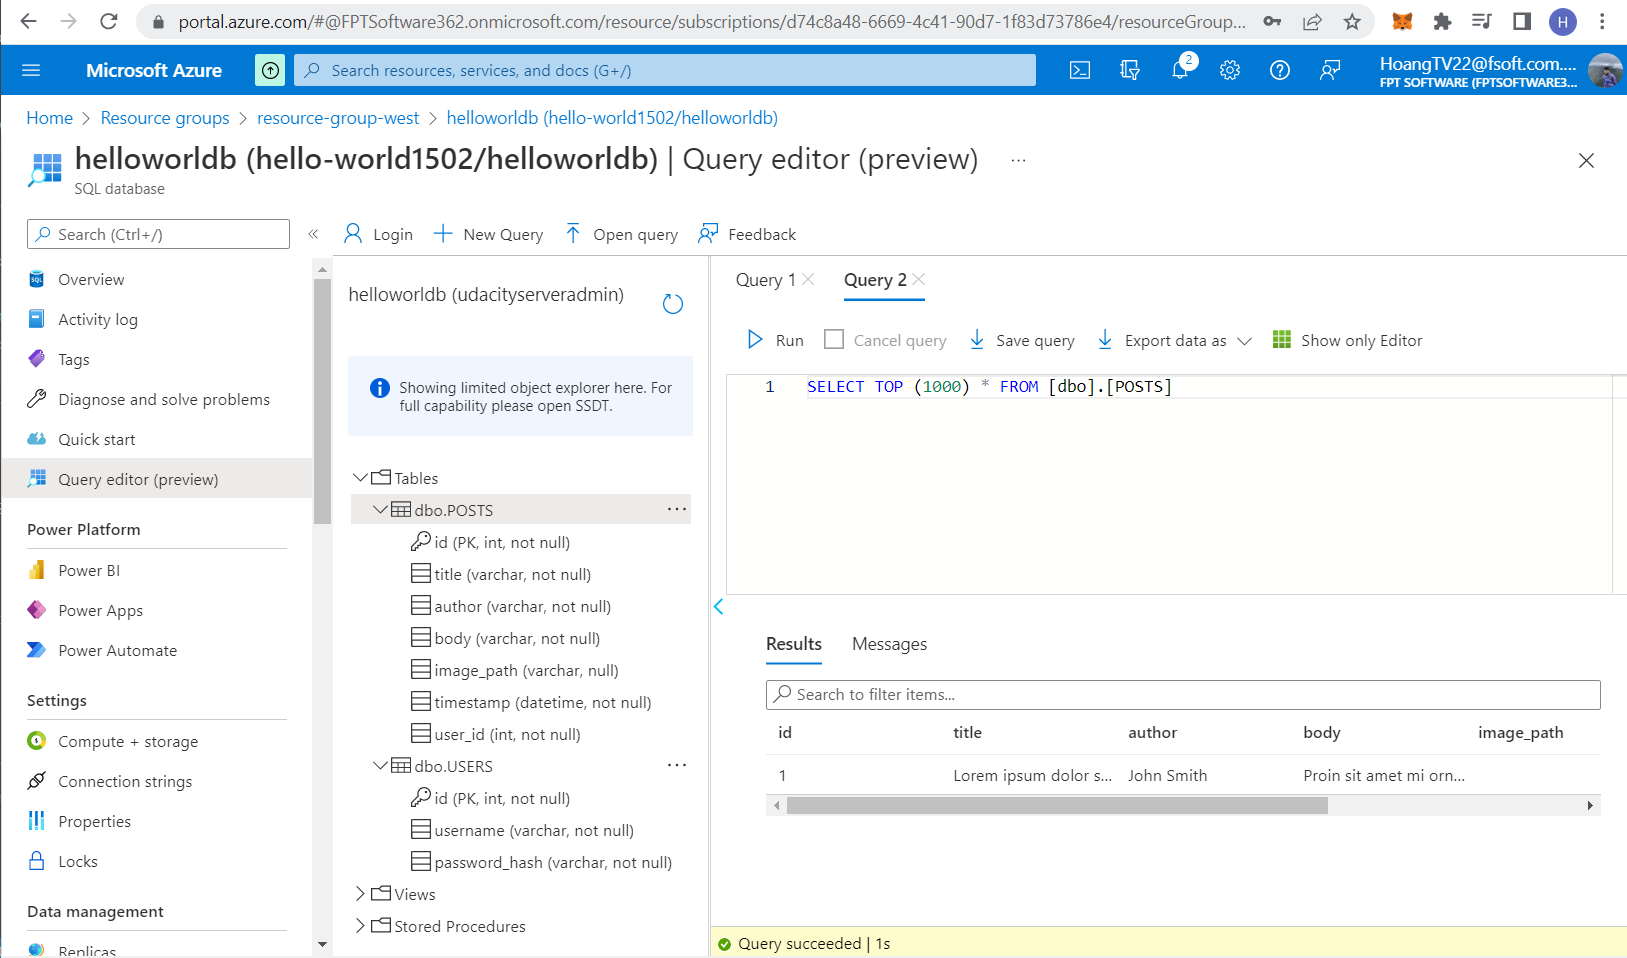 portal.azure.com/#@FPTSoftware362.onmicrosoft.com/resource/subscriptions/d74c8a48-6669-4c41-90d7-1f83d73786e4/resourceGroup...
H
Microsoft Azure
Search resources, services, and docs (G+/)
2
HoangTV22@fsoft.com....
FPT SOFTWARE (FPTSOFTWARE3...
Home > Resource groups > resource-group-west > helloworldb (hello-world1502/helloworldb)
helloworldb (hello-world1502/helloworldb) | Query editor (preview) ...
SQL database
Search (Ctrl+/)
«
Overview
Activity log
Tags
Diagnose and solve problems
Quick start
Query editor (preview)
Power Platform
Power BI
Power Apps
Power Automate
Settings
Compute + storage
Connection strings
Properties
Locks
Data management
Replicas
Login
New Query
Open query
Feedback
helloworldb (udacityserveradmin)
Showing limited object explorer here. For
full capability please open SSDT.
Tables
dbo.POSTS ...
id (PK, int, not null)
title (varchar, not null)
author (varchar, not null)
body (varchar, not null)
image_path (varchar, null)
timestamp (datetime, not null)
user_id (int, not null)
dbo.USERS ...
id (PK, int, not null)
username (varchar, not null)
password_hash (varchar, not null)
Views
Stored Procedures
Query 1
Query 2
Run
Cancel query
Save query
Export data as
Show only Editor
1 SELECT TOP (1000) * FROM [dbo].[POSTS]
Results
Messages
Search to filter items...
id title author body image_path
1 Lorem ipsum dolor s... John Smith Proin sit amet mi orn...
Query succeeded | 1s